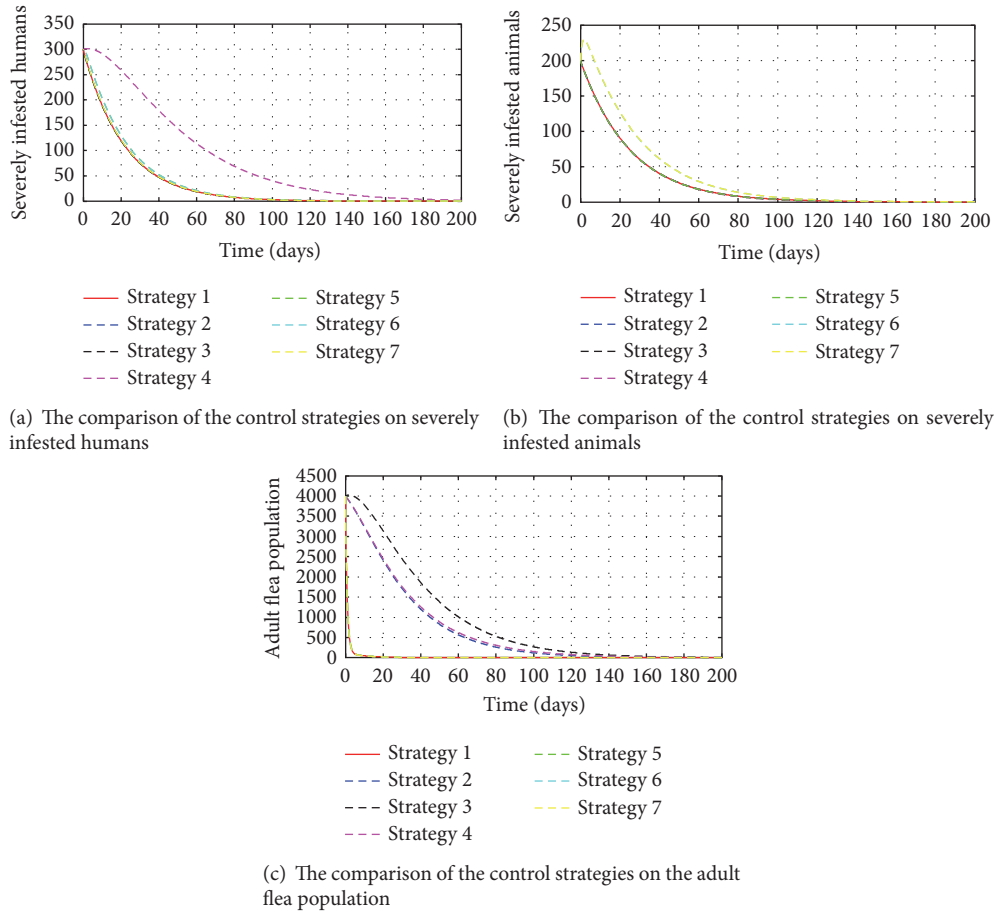 350
300
250
200
150
100
50
0
Severely infested humans
0 20 40 60 80 100 120 140 160 180 200
Time (days)
Strategy 1
Strategy 2
Strategy 3
Strategy 4
Strategy 5
Strategy 6
Strategy 7
(a) The comparison of the control strategies on severely
infested humans
250
200
150
100
50
0
Severely infested animals
0 20 40 60 80 100 120 140 160 180 200
Time (days)
Strategy 1
Strategy 2
Strategy 3
Strategy 4
Strategy 5
Strategy 6
Strategy 7
(b) The comparison of the control strategies on severely
infested animals
4500
4000
3500
3000
2500
2000
1500
1000
500
0
Adult flea population
0 20 40 60 80 100 120 140 160 180 200
Time (days)
Strategy 1
Strategy 2
Strategy 3
Strategy 4
Strategy 5
Strategy 6
Strategy 7
(c) The comparison of the control strategies on the adult
flea population